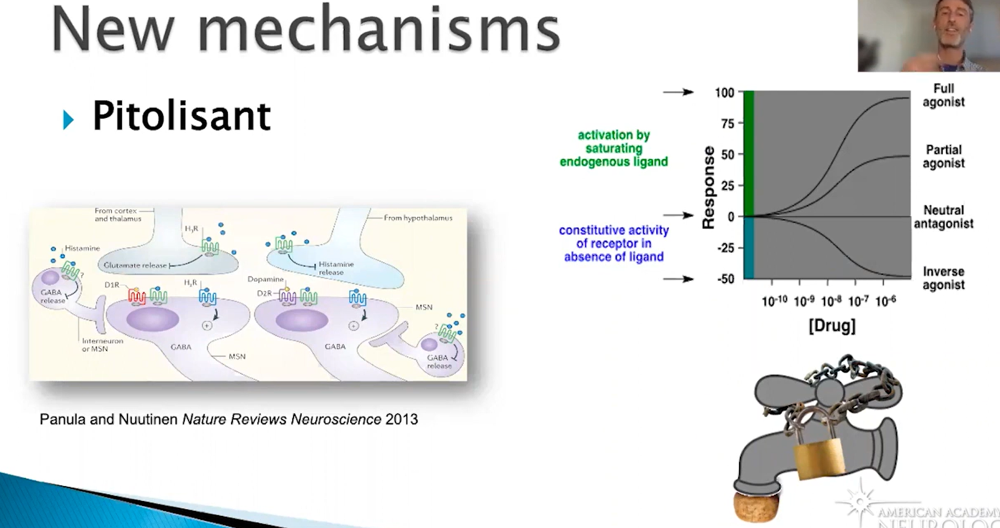 New mechanisms
Pitolisant
From cortex
and thalamus
H₃R
From hypothalamus
Histamine
?
Glutamate release
Histamine
release
GABA
release
D1R
H₂R
Dopamine
D2R
MSN
Interneuron
or MSN
GABA
MSN
GABA
?
GABA
release
Panula and Nuutinen Nature Reviews Neuroscience 2013
activation by
saturating
endogenous ligand
constitutive activity
of receptor in
absence of ligand
Response
100
75
50
25
0
-25
-50
Full
agonist
Partial
agonist
Neutral
antagonist
Inverse
agonist
10⁻¹⁰ 10⁻⁹ 10⁻⁸ 10⁻⁷ 10⁻⁶
[Drug]
AMERICAN ACADEMY